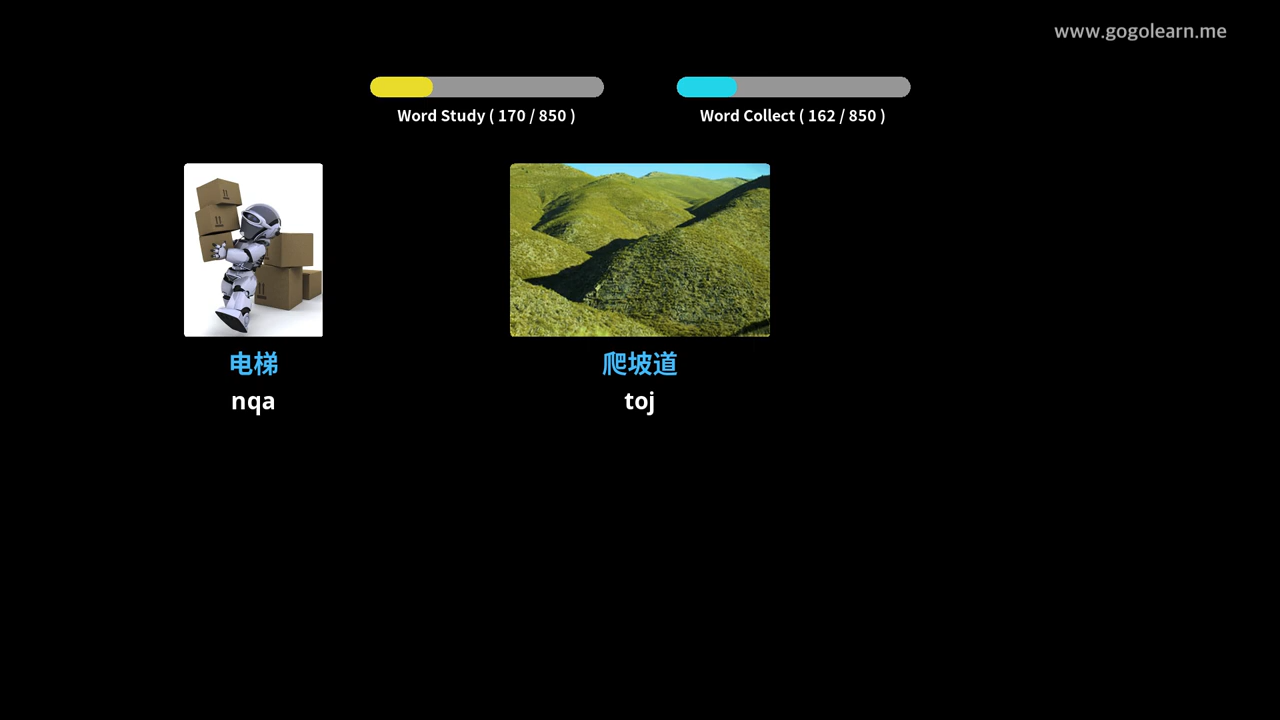 www.gogolearn.me
Word Study ( 170 / 850 )
Word Collect ( 162 / 850 )
电梯
nqa
爬坡道
toj